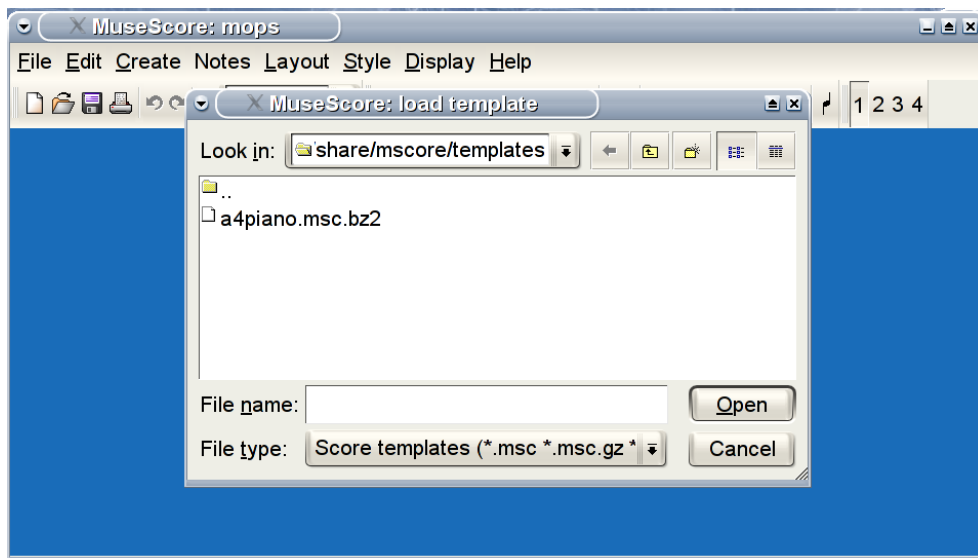 MuseScore: mops
File Edit Create Notes Layout Style Display Help
MuseScore: load template
1 2 3 4
Look in: share/mscore/templates
..
a4piano.msc.bz2
File name:
Open
File type: Score templates (*.msc *.msc.gz *
Cancel